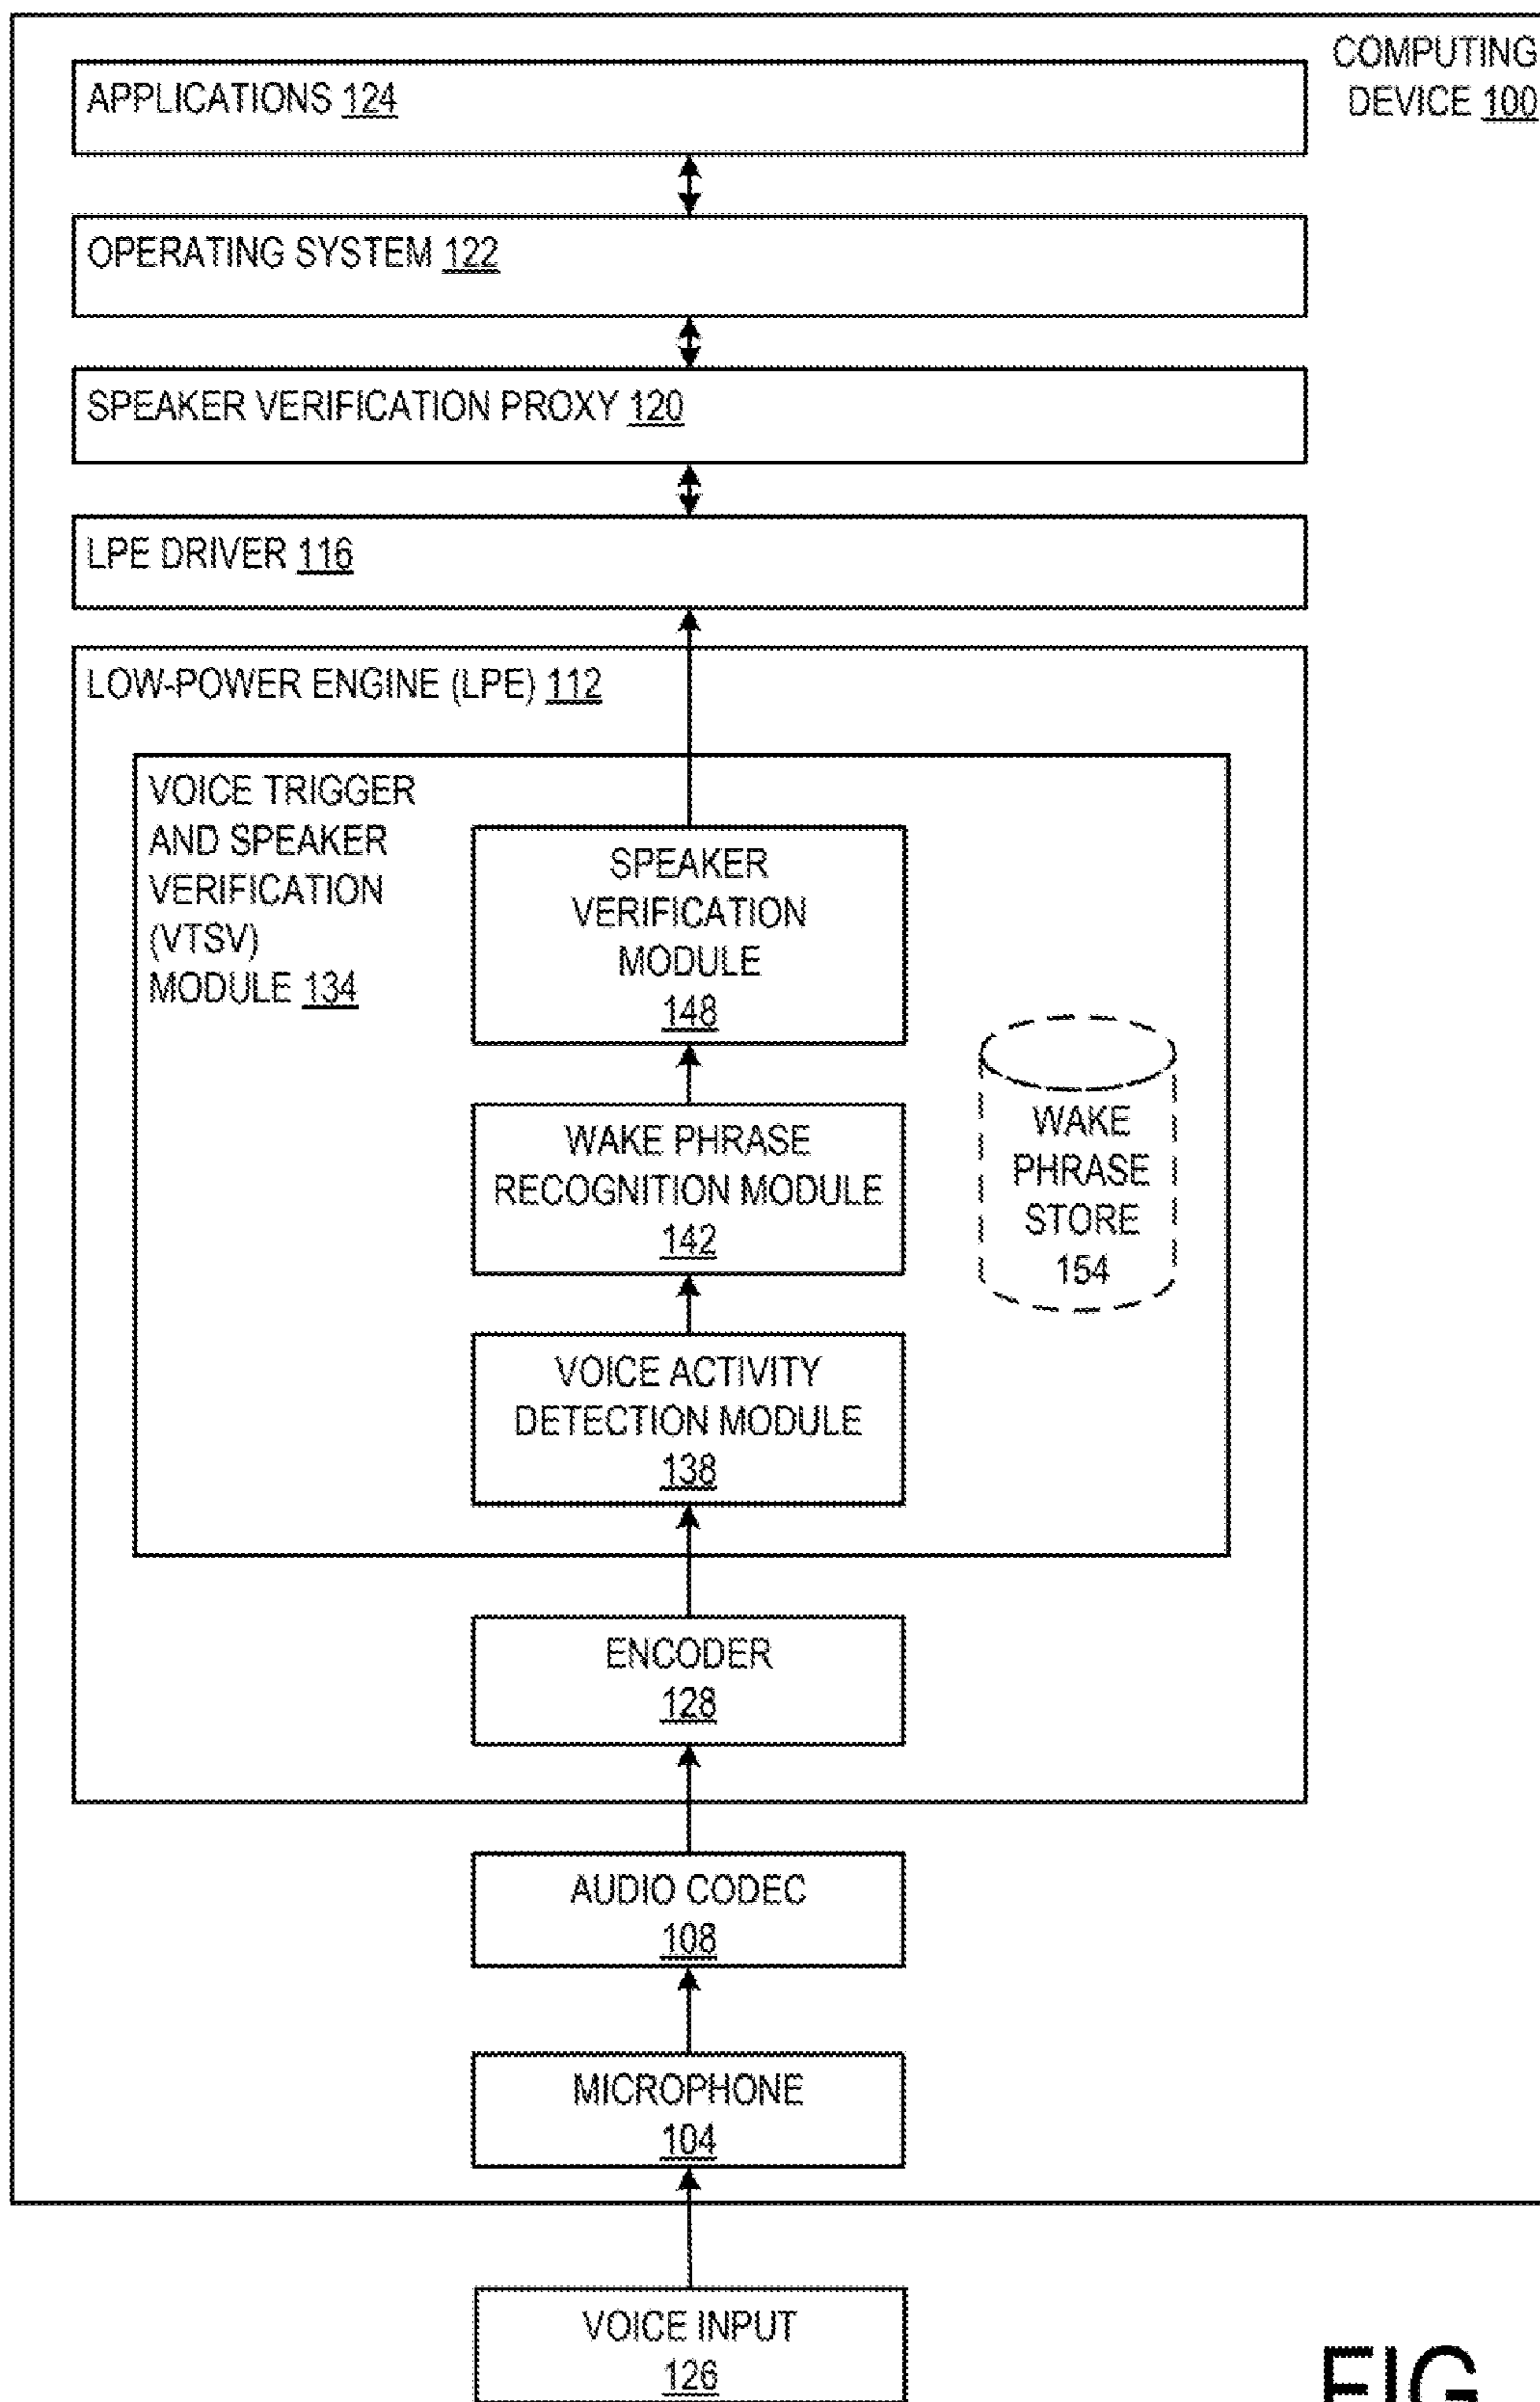 COMPUTING
DEVICE 100
APPLICATIONS 124
OPERATING SYSTEM 122
SPEAKER VERIFICATION PROXY 120
LPE DRIVER 116
LOW-POWER ENGINE (LPE) 112
VOICE TRIGGER
AND SPEAKER
VERIFICATION
(VTSV)
MODULE 134
SPEAKER
VERIFICATION
MODULE
148
WAKE PHRASE
RECOGNITION MODULE
142
WAKE
PHRASE
STORE
154
VOICE ACTIVITY
DETECTION MODULE
138
ENCODER
128
AUDIO CODEC
108
MICROPHONE
104
VOICE INPUT
126
FIG